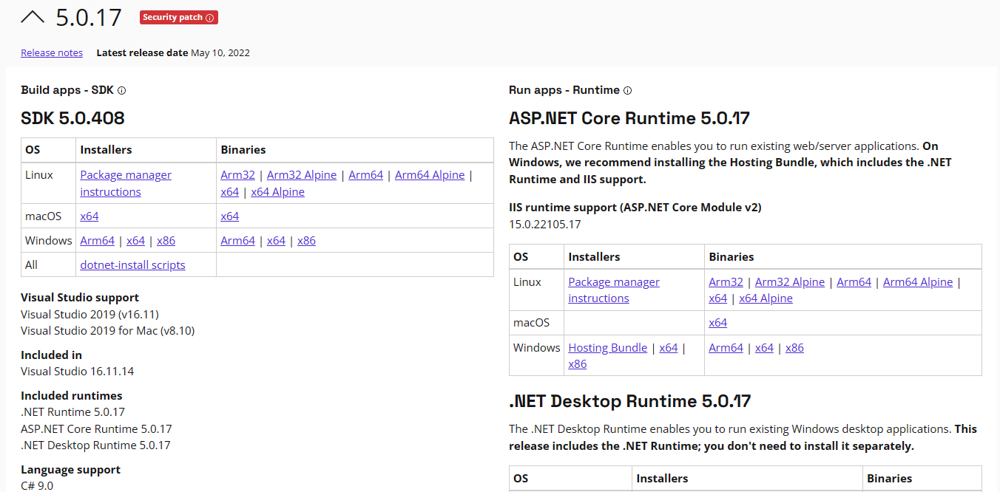 5.0.17 Security patch
Release notes Latest release date May 10, 2022
Build apps - SDK
SDK 5.0.408
OS Installers Binaries
Linux Package manager instructions Arm32 | Arm32 Alpine | Arm64 | Arm64 Alpine | x64 | x64 Alpine
macOS x64 x64
Windows Arm64 | x64 | x86 Arm64 | x64 | x86
All dotnet-install scripts
Visual Studio support
Visual Studio 2019 (v16.11)
Visual Studio 2019 for Mac (v8.10)
Included in
Visual Studio 16.11.14
Included runtimes
.NET Runtime 5.0.17
ASP.NET Core Runtime 5.0.17
.NET Desktop Runtime 5.0.17
Language support
C# 9.0
Run apps - Runtime
ASP.NET Core Runtime 5.0.17
The ASP.NET Core Runtime enables you to run existing web/server applications. On
Windows, we recommend installing the Hosting Bundle, which includes the .NET
Runtime and IIS support.
IIS runtime support (ASP.NET Core Module v2)
15.0.22105.17
OS Installers Binaries
Linux Package manager instructions Arm32 | Arm32 Alpine | Arm64 | Arm64 Alpine | x64 | x64 Alpine
macOS x64
Windows Hosting Bundle | x64 | x86 Arm64 | x64 | x86
.NET Desktop Runtime 5.0.17
The .NET Desktop Runtime enables you to run existing Windows desktop applications. This
release includes the .NET Runtime; you don't need to install it separately.
OS Installers Binaries